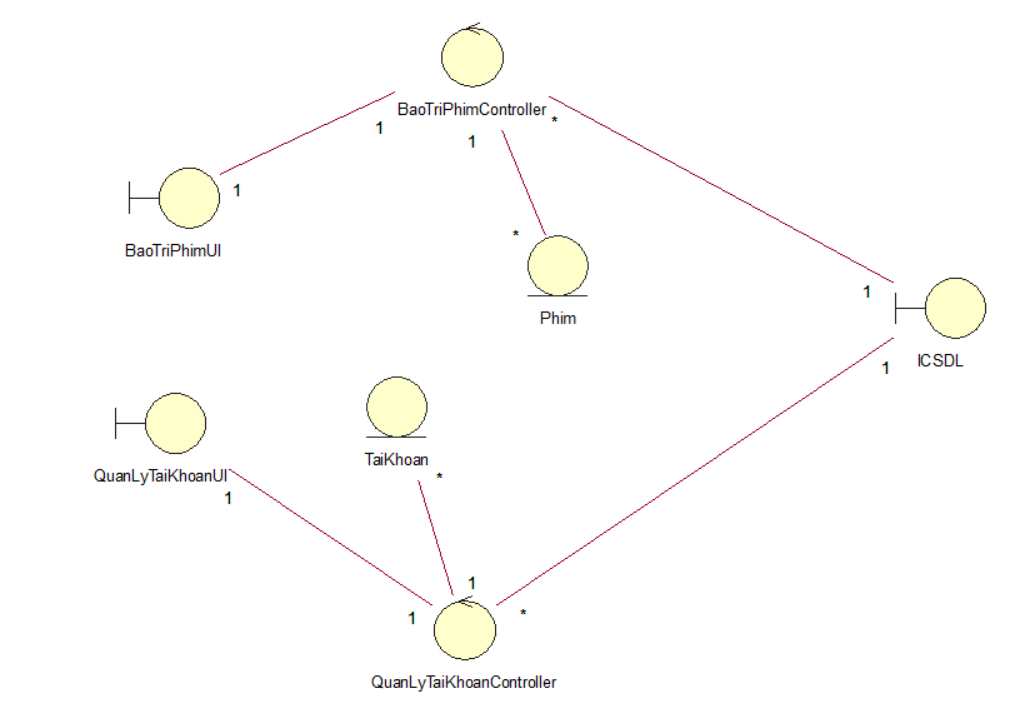 BaoTriPhimController
1
1
*
1
BaoTriPhimUI
*
Phim
1
ICSDL
1
TaiKhoan
*
QuanLyTaiKhoanUI
1
1
1
*
QuanLyTaiKhoanController